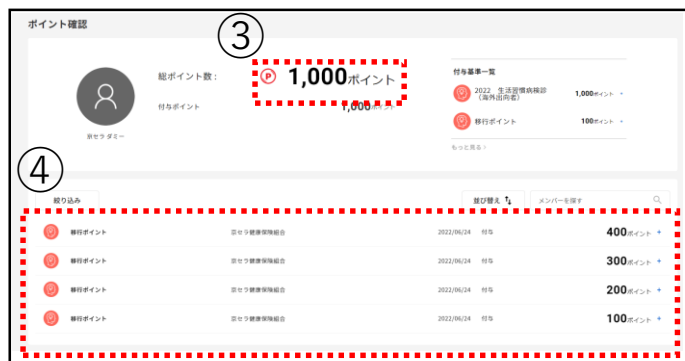 ポイント確認
③
総ポイント数： Ⓟ 1,000ポイント
付与ポイント 1,000ポイント
京セラ ダミー
付与基準一覧
2022 生活習慣病検診
（海外出向者） 1,000ポイント
移行ポイント 100ポイント
もっと見る
④
絞り込み 並び替え メンバーを探す
移行ポイント 京セラ健康保険組合 2022/06/24 付与 400ポイント +
移行ポイント 京セラ健康保険組合 2022/06/24 付与 300ポイント +
移行ポイント 京セラ健康保険組合 2022/06/24 付与 200ポイント +
移行ポイント 京セラ健康保険組合 2022/06/24 付与 100ポイント +